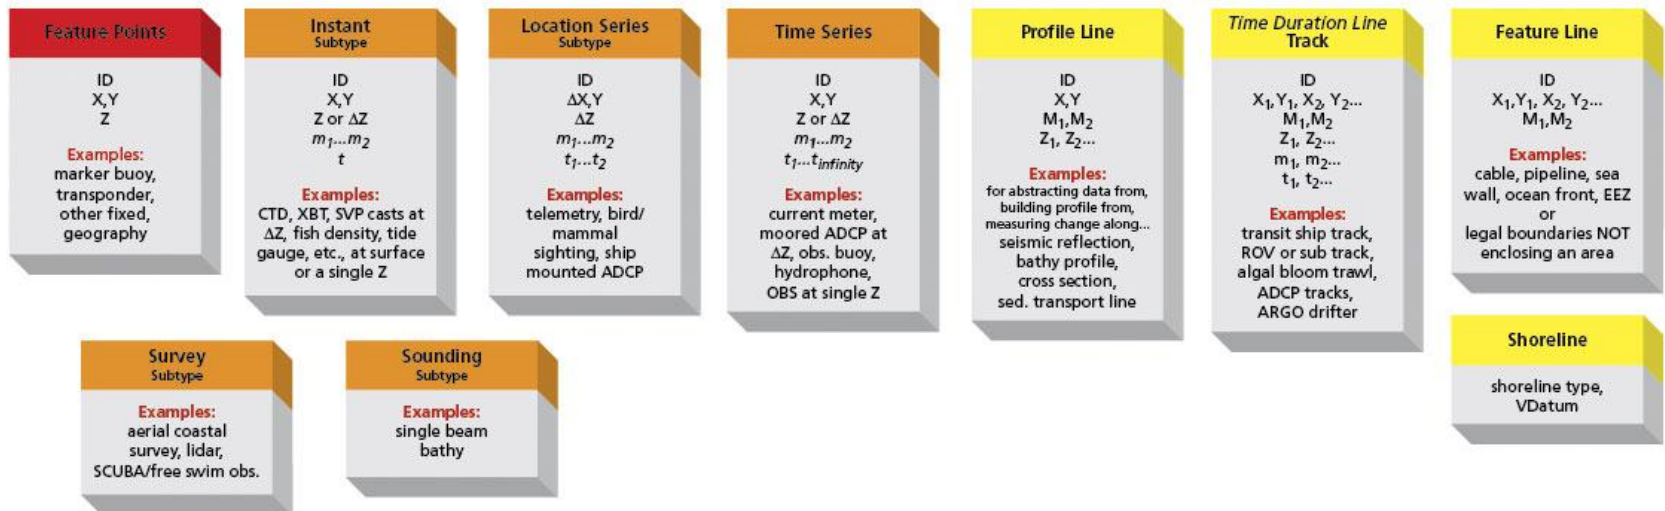 Feature Points
ID
X,Y
Z
Examples:
marker buoy,
transponder,
other fixed,
geography
Instant
Subtype
ID
X,Y
Z or ΔZ
m₁...m₂
t
Examples:
CTD, XBT, SVP casts at
ΔZ, fish density, tide
gauge, etc., at surface
or a single Z
Location Series
Subtype
ID
ΔX,Y
ΔZ
m₁...m₂
t₁...t₂
Examples:
telemetry, bird/
mammal
sighting, ship
mounted ADCP
Time Series
ID
X,Y
Z or ΔZ
m₁...m₂
t₁...t_infinity
Examples:
current meter,
moored ADCP at
ΔZ, obs. buoy,
hydrophone,
OBS at single Z
Profile Line
ID
X,Y
M₁,M₂
Z₁, Z₂...
Examples:
for abstracting data from,
building profile from,
measuring change along...
seismic reflection,
bathy profile,
cross section,
sed. transport line
Time Duration Line
Track
ID
X₁,Y₁, X₂, Y₂...
M₁,M₂
Z₁, Z₂...
m₁, m₂...
t₁, t₂...
Examples:
transit ship track,
ROV or sub track,
algal bloom trawl,
ADCP tracks,
ARGO drifter
Feature Line
ID
X₁,Y₁, X₂, Y₂...
M₁,M₂
Examples:
cable, pipeline, sea
wall, ocean front, EEZ
or
legal boundaries NOT
enclosing an area
Survey
Subtype
Examples:
aerial coastal
survey, lidar,
SCUBA/free swim obs.
Sounding
Subtype
Examples:
single beam
bathy
Shoreline
shoreline type,
VDatum